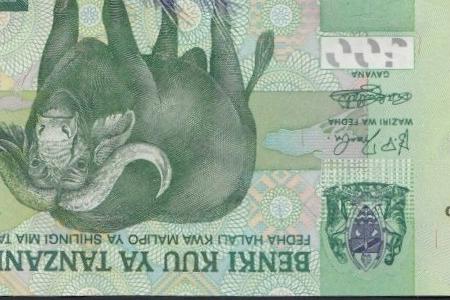 BENKI KUU YA TANZANI
FEDHA HALALI KWA MALIPO YA SHILINGI MIA TA
WAZIRI WA FEDHA
GAVANA